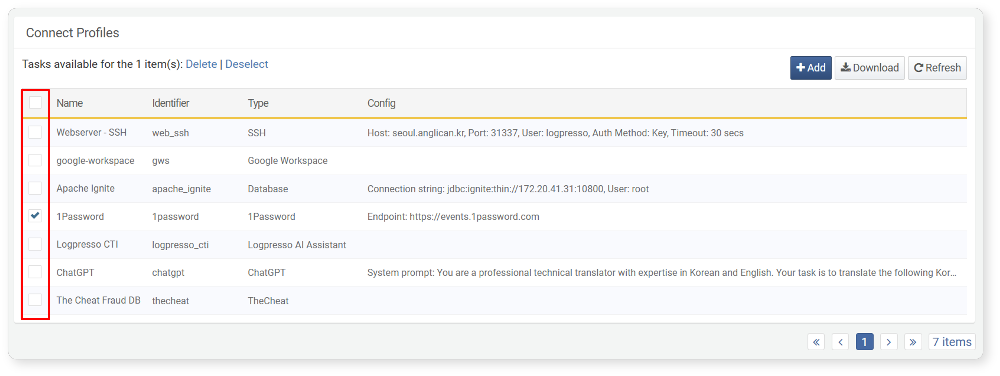 Connect Profiles
Tasks available for the 1 item(s): Delete | Deselect
Add Download Refresh
Name Identifier Type Config
Webserver - SSH web_ssh SSH Host: seoul.anglican.kr, Port: 31337, User: logpresso, Auth Method: Key, Timeout: 30 secs
google-workspace gws Google Workspace
Apache Ignite apache_ignite Database Connection string: jdbc:ignite:thin://172.20.41.31:10800, User: root
1Password 1password 1Password Endpoint: https://events.1password.com
Logpresso CTI logpresso_cti Logpresso AI Assistant
ChatGPT chatgpt ChatGPT System prompt: You are a professional technical translator with expertise in Korean and English. Your task is to translate the following Kor...
The Cheat Fraud DB thecheat TheCheat
« ‹ 1 › » 7 items